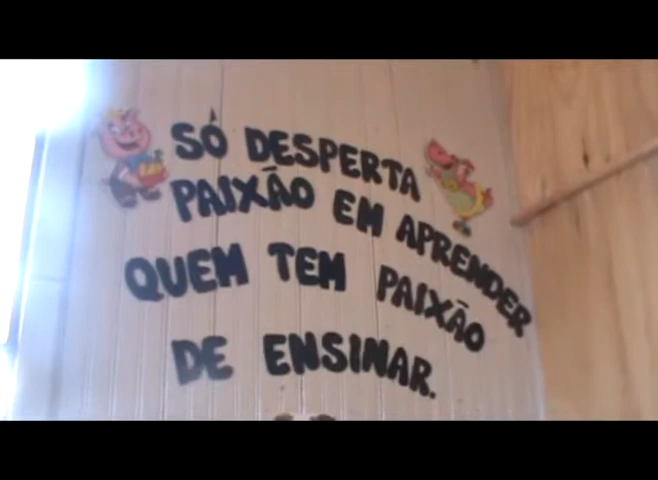 SÓ DESPERTA
PAIXÃO EM APRENDER
QUEM TEM PAIXÃO
DE ENSINAR.